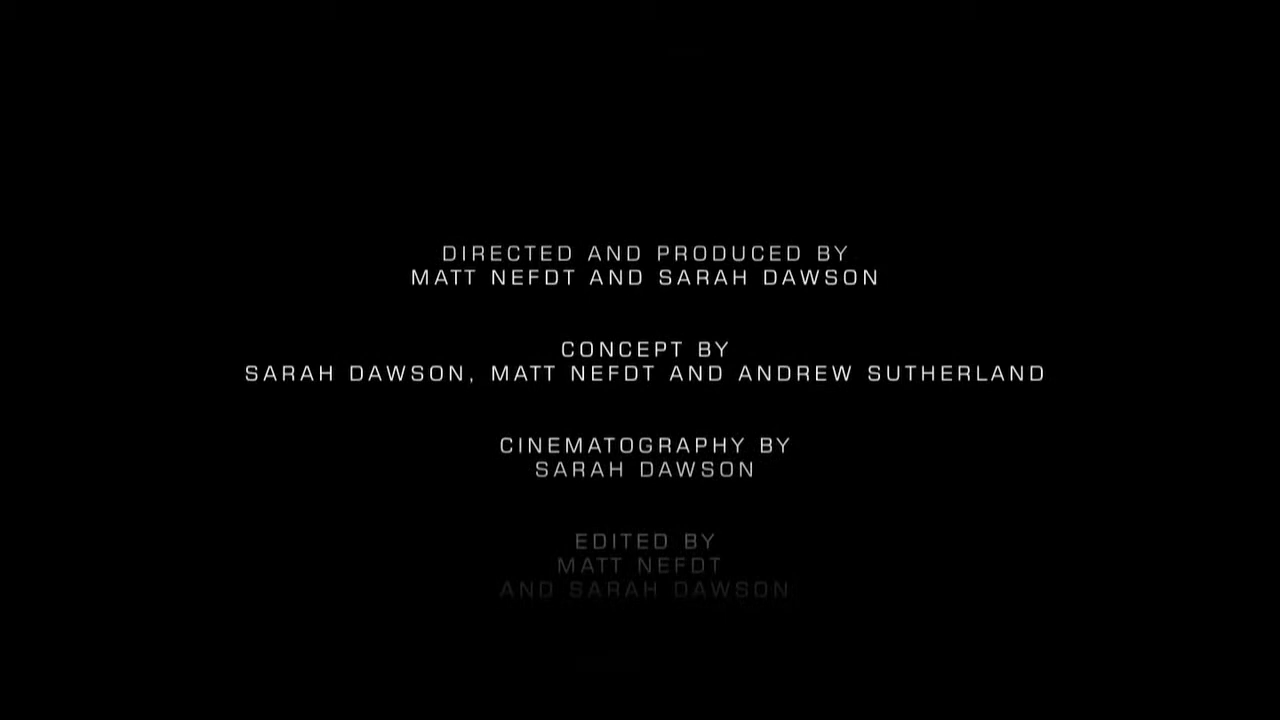 DIRECTED AND PRODUCED BY
MATT NEFDT AND SARAH DAWSON
CONCEPT BY
SARAH DAWSON, MATT NEFDT AND ANDREW SUTHERLAND
CINEMATOGRAPHY BY
SARAH DAWSON
EDITED BY
MATT NEFDT
AND SARAH DAWSON